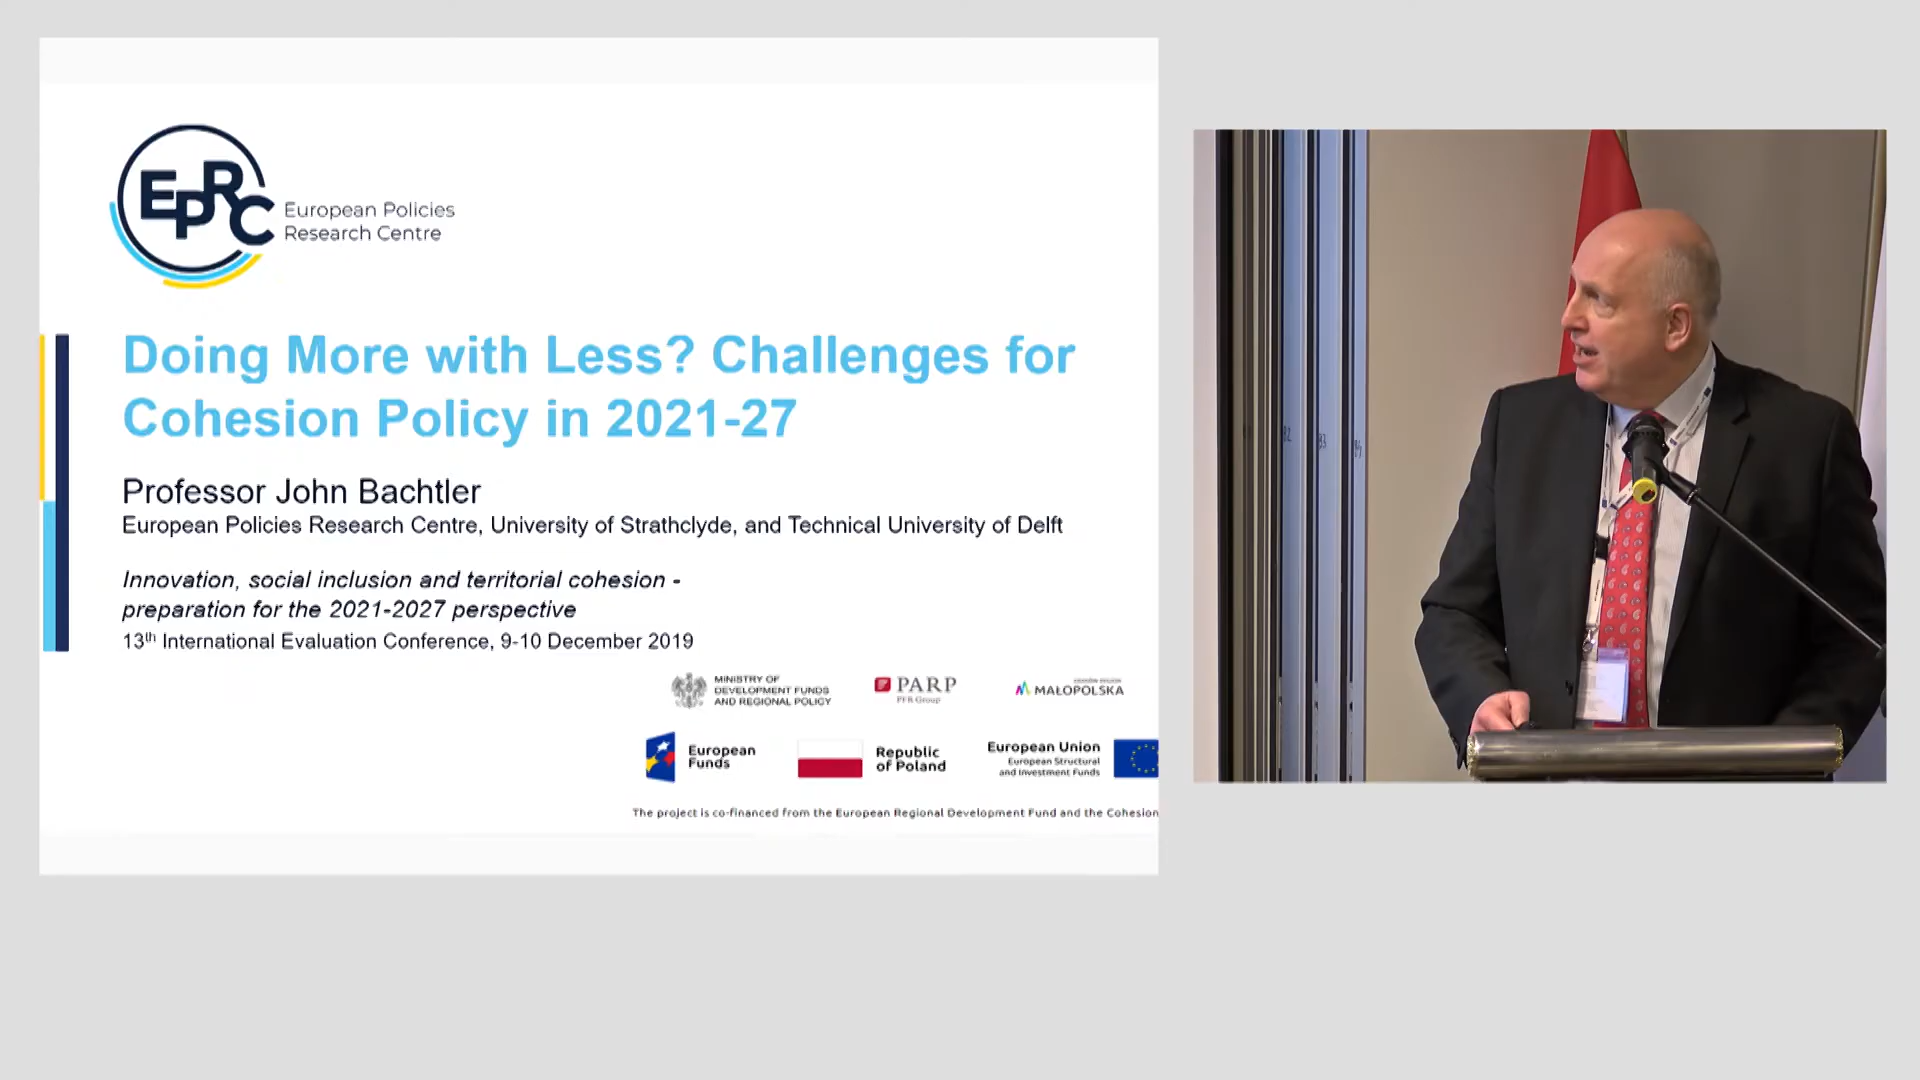 EPRC
European Policies
Research Centre
Doing More with Less? Challenges for
Cohesion Policy in 2021-27
Professor John Bachtler
European Policies Research Centre, University of Strathclyde, and Technical University of Delft
Innovation, social inclusion and territorial cohesion -
preparation for the 2021-2027 perspective
13th International Evaluation Conference, 9-10 December 2019
MINISTRY OF
DEVELOPMENT FUNDS
AND REGIONAL POLICY
PARP
PFR Group
MAŁOPOLSKA
European
Funds
Republic
of Poland
European Union
European Structural
and Investment Funds
The project is co-financed from the European Regional Development Fund and the Cohesion